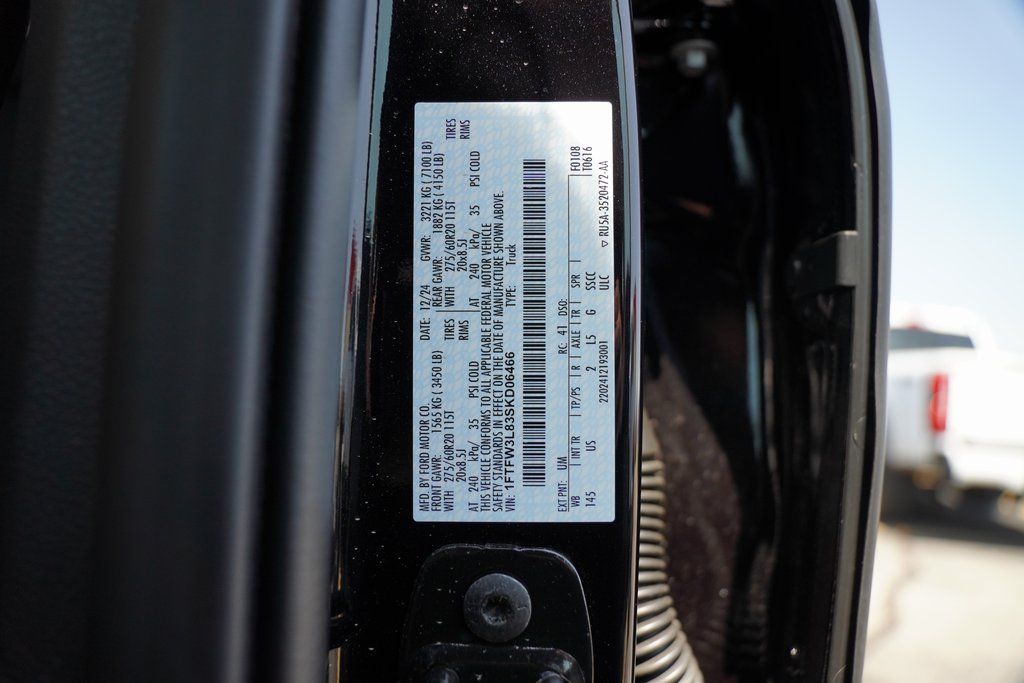 MFD. BY FORD MOTOR CO. DATE: 12/24 GVWR: 3221 KG ( 7100 LB)
FRONT GAWR: 1565 KG ( 3450 LB) REAR GAWR: 1882 KG ( 4150 LB)
WITH 275/60R20 115T TIRES WITH 275/60R20 115T TIRES
20x8.5J RIMS 20x8.5J RIMS
AT 240 kPa/ 35 PSI COLD AT 240 kPa/ 35 PSI COLD
THIS VEHICLE CONFORMS TO ALL APPLICABLE FEDERAL MOTOR VEHICLE
SAFETY STANDARDS IN EFFECT ON THE DATE OF MANUFACTURE SHOWN ABOVE.
VIN: 1FTFW3L83SKD06466 TYPE: Truck
EXT PNT: UM RC: 41 DSO: F0108
WB INT TR TP/PS R AXLE TR SPR T0616
145 US 2 L5 G SSCC
2202412193001 ULC ▽ RU5A-3520472-AA